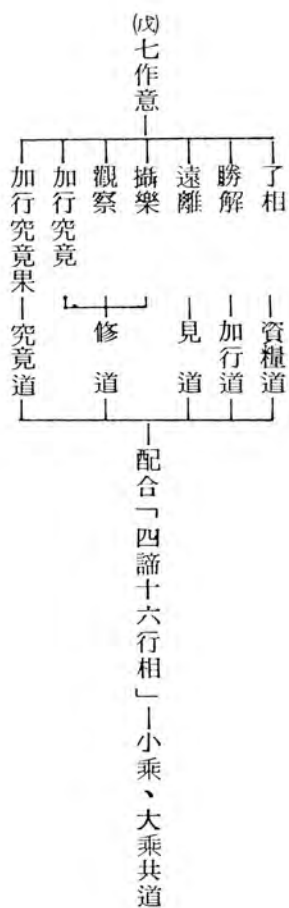 ㈤七作意
了相 資糧道
勝解 加行道
遠離 見道
攝樂
觀察 修道
加行究竟
加行究竟果 究竟道
配合「四諦十六行相」 小乘、大乘共道